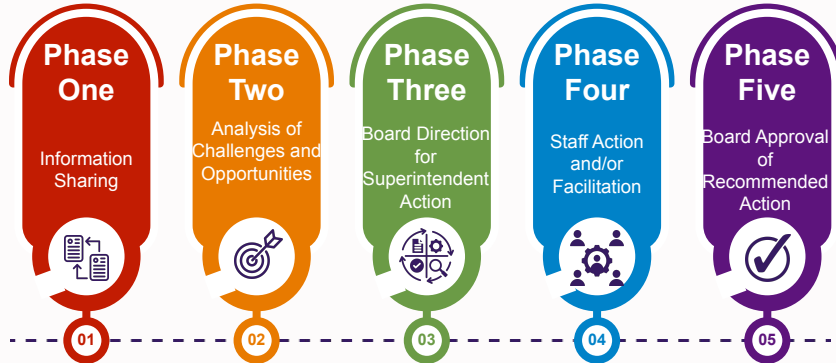 Phase
One
Information
Sharing
01
Phase
Two
Analysis of
Challenges and
Opportunities
02
Phase
Three
Board Direction
for
Superintendent
Action
03
Phase
Four
Staff Action
and/or
Facilitation
04
Phase
Five
Board Approval
of
Recommended
Action
05